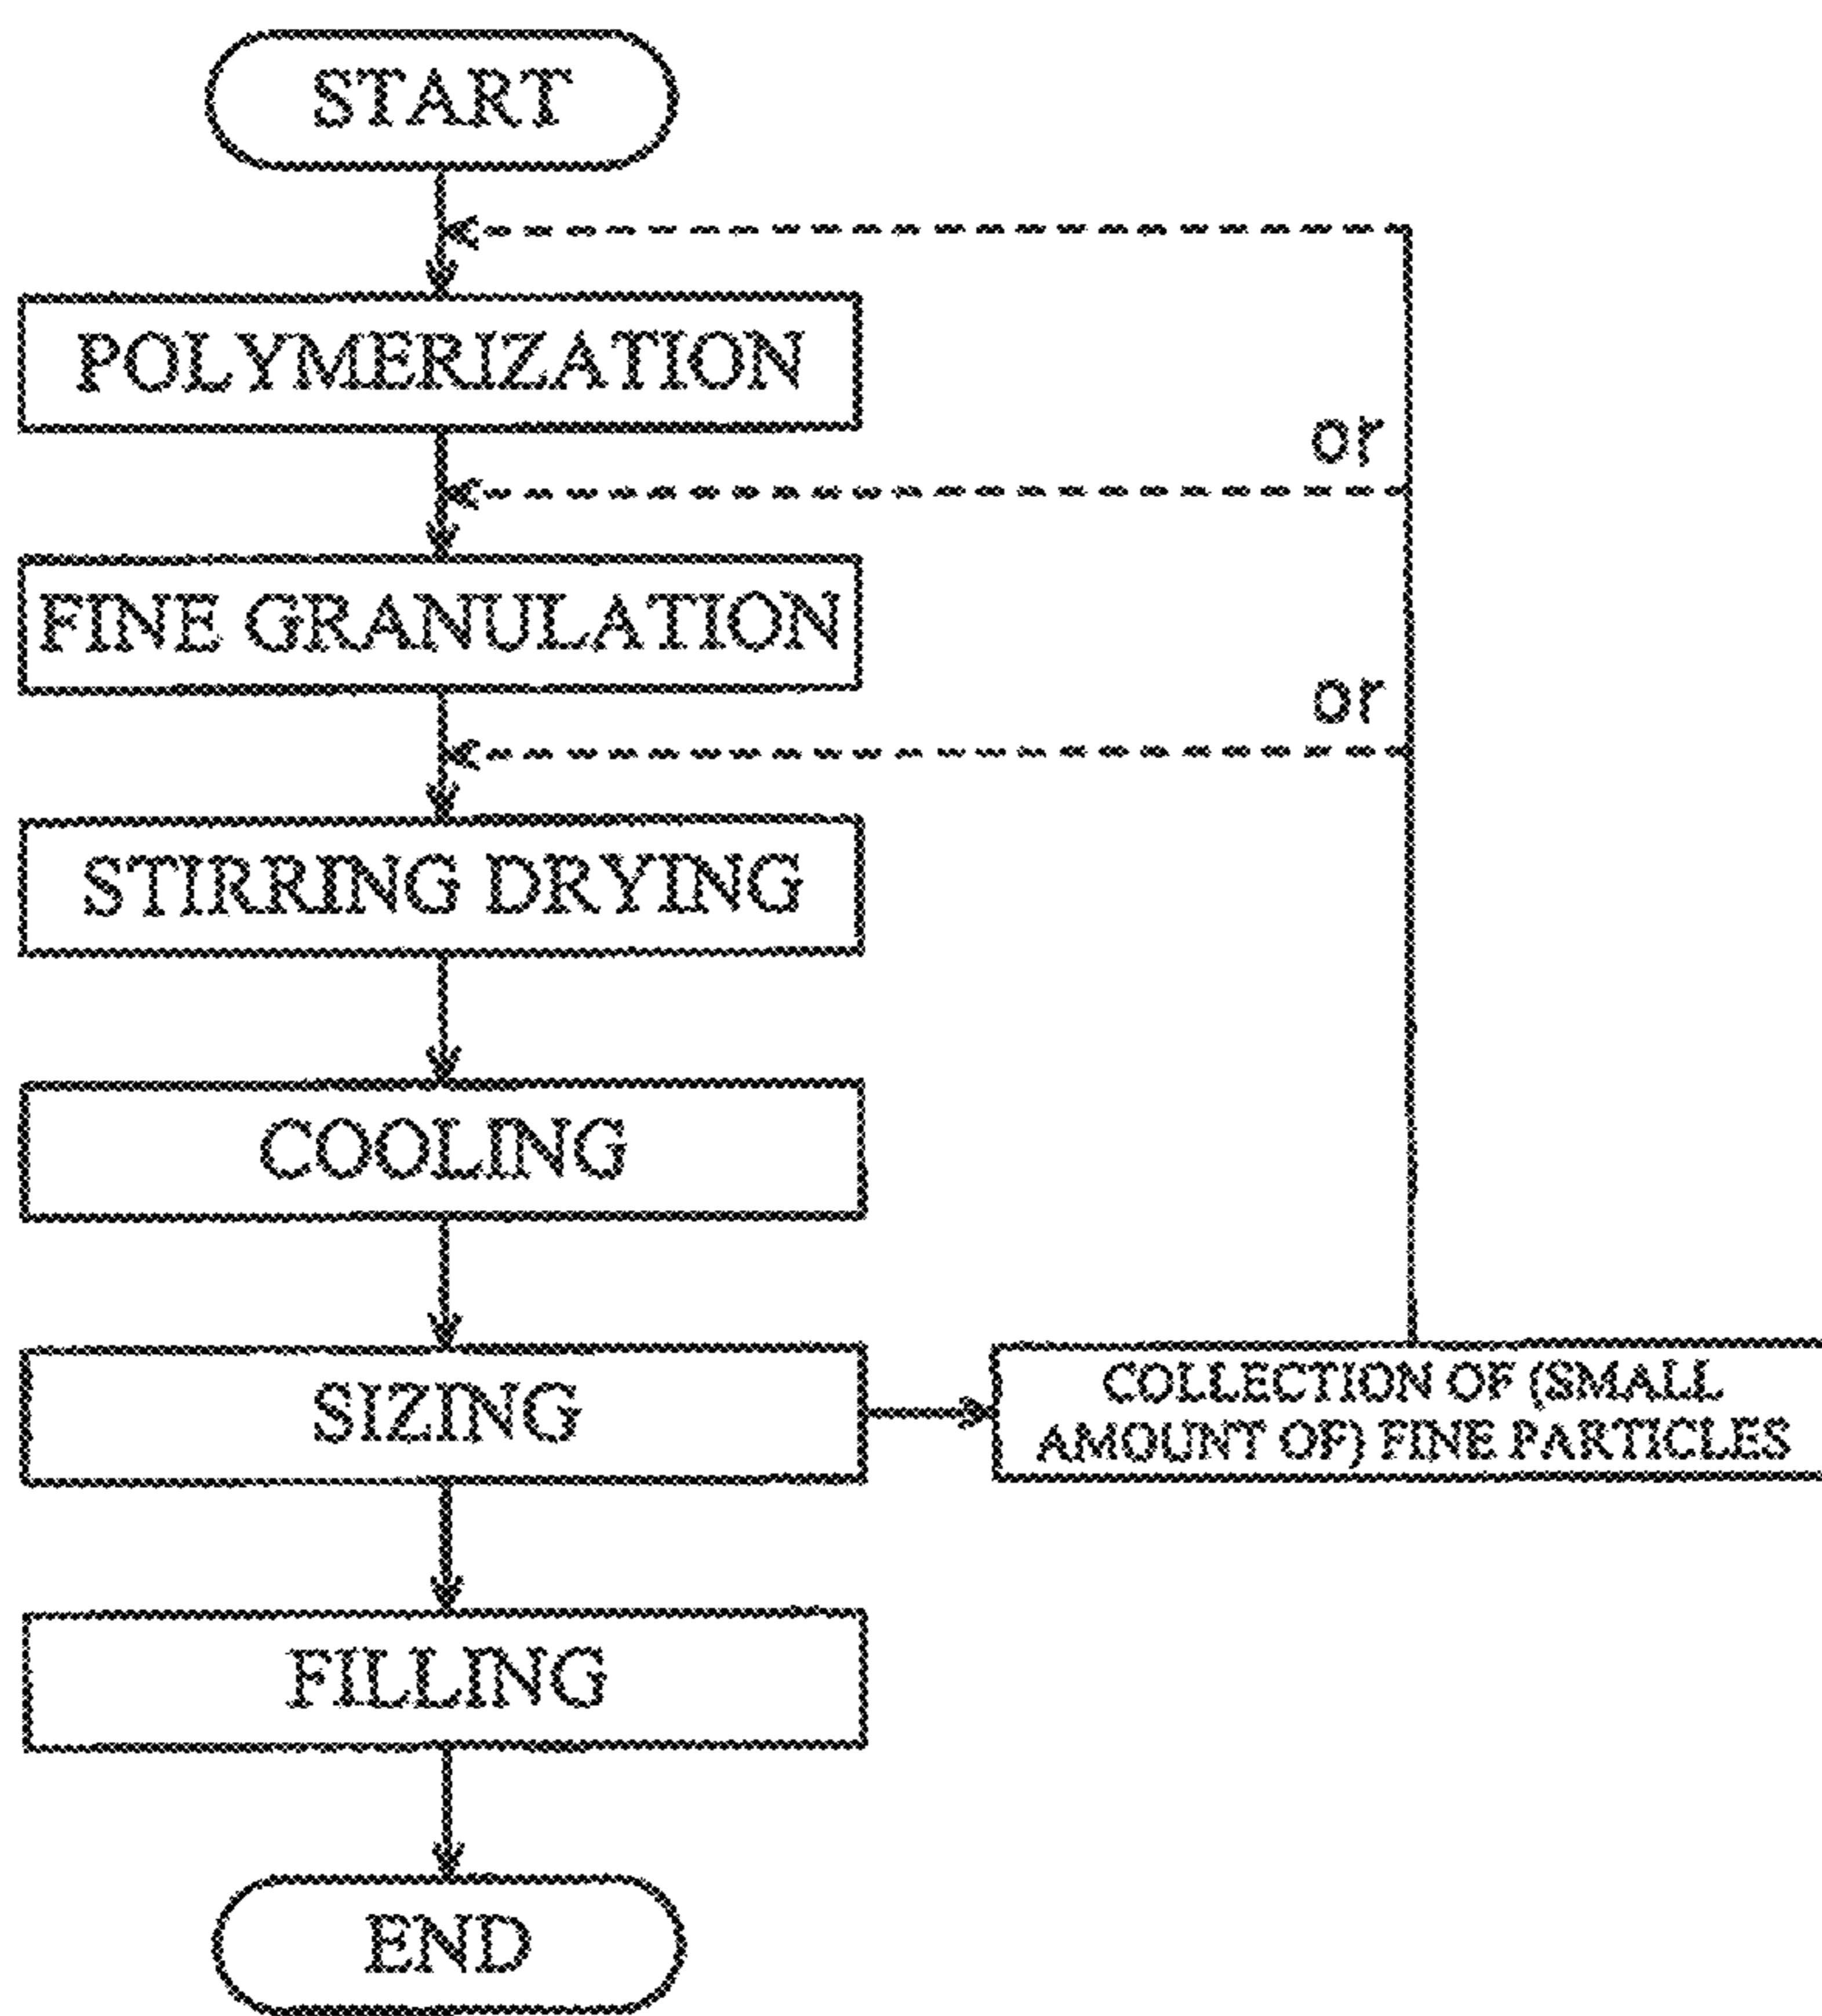 START
POLYMERIZATION
or
FINE GRANULATION
or
STIRRING DRYING
COOLING
SIZING
COLLECTION OF (SMALL
AMOUNT OF) FINE PARTICLES
FILLING
END